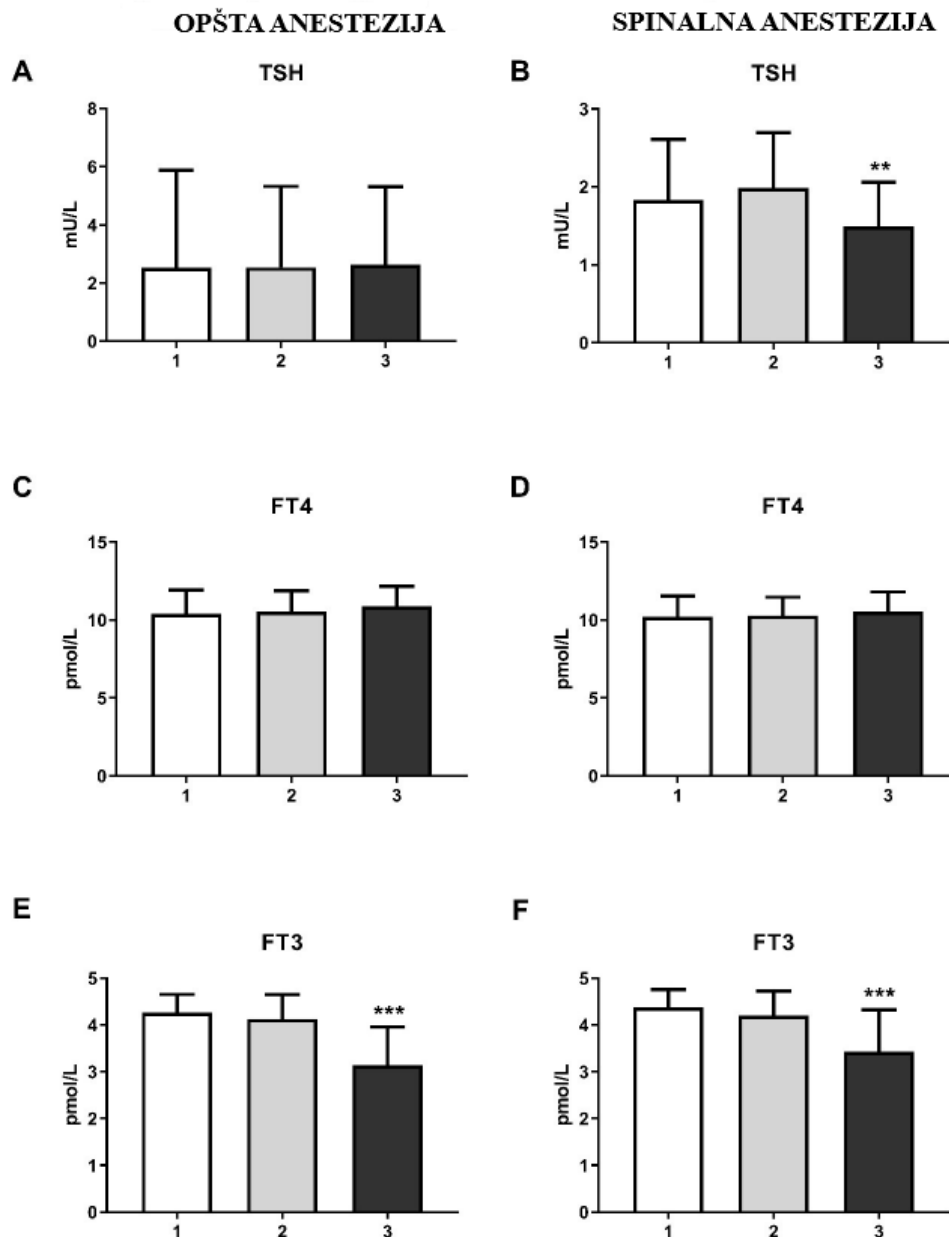 OPŠTA ANESTEZIJA
SPINALNA ANESTEZIJA
A
TSH
8
6
4
2
0
mU/L
1 2 3
B
TSH
3
2
1
0
mU/L
**
1 2 3
C
FT4
15
10
5
0
pmol/L
1 2 3
D
FT4
15
10
5
0
pmol/L
1 2 3
E
FT3
5
4
3
2
1
0
pmol/L
***
1 2 3
F
FT3
5
4
3
2
1
0
pmol/L
***
1 2 3